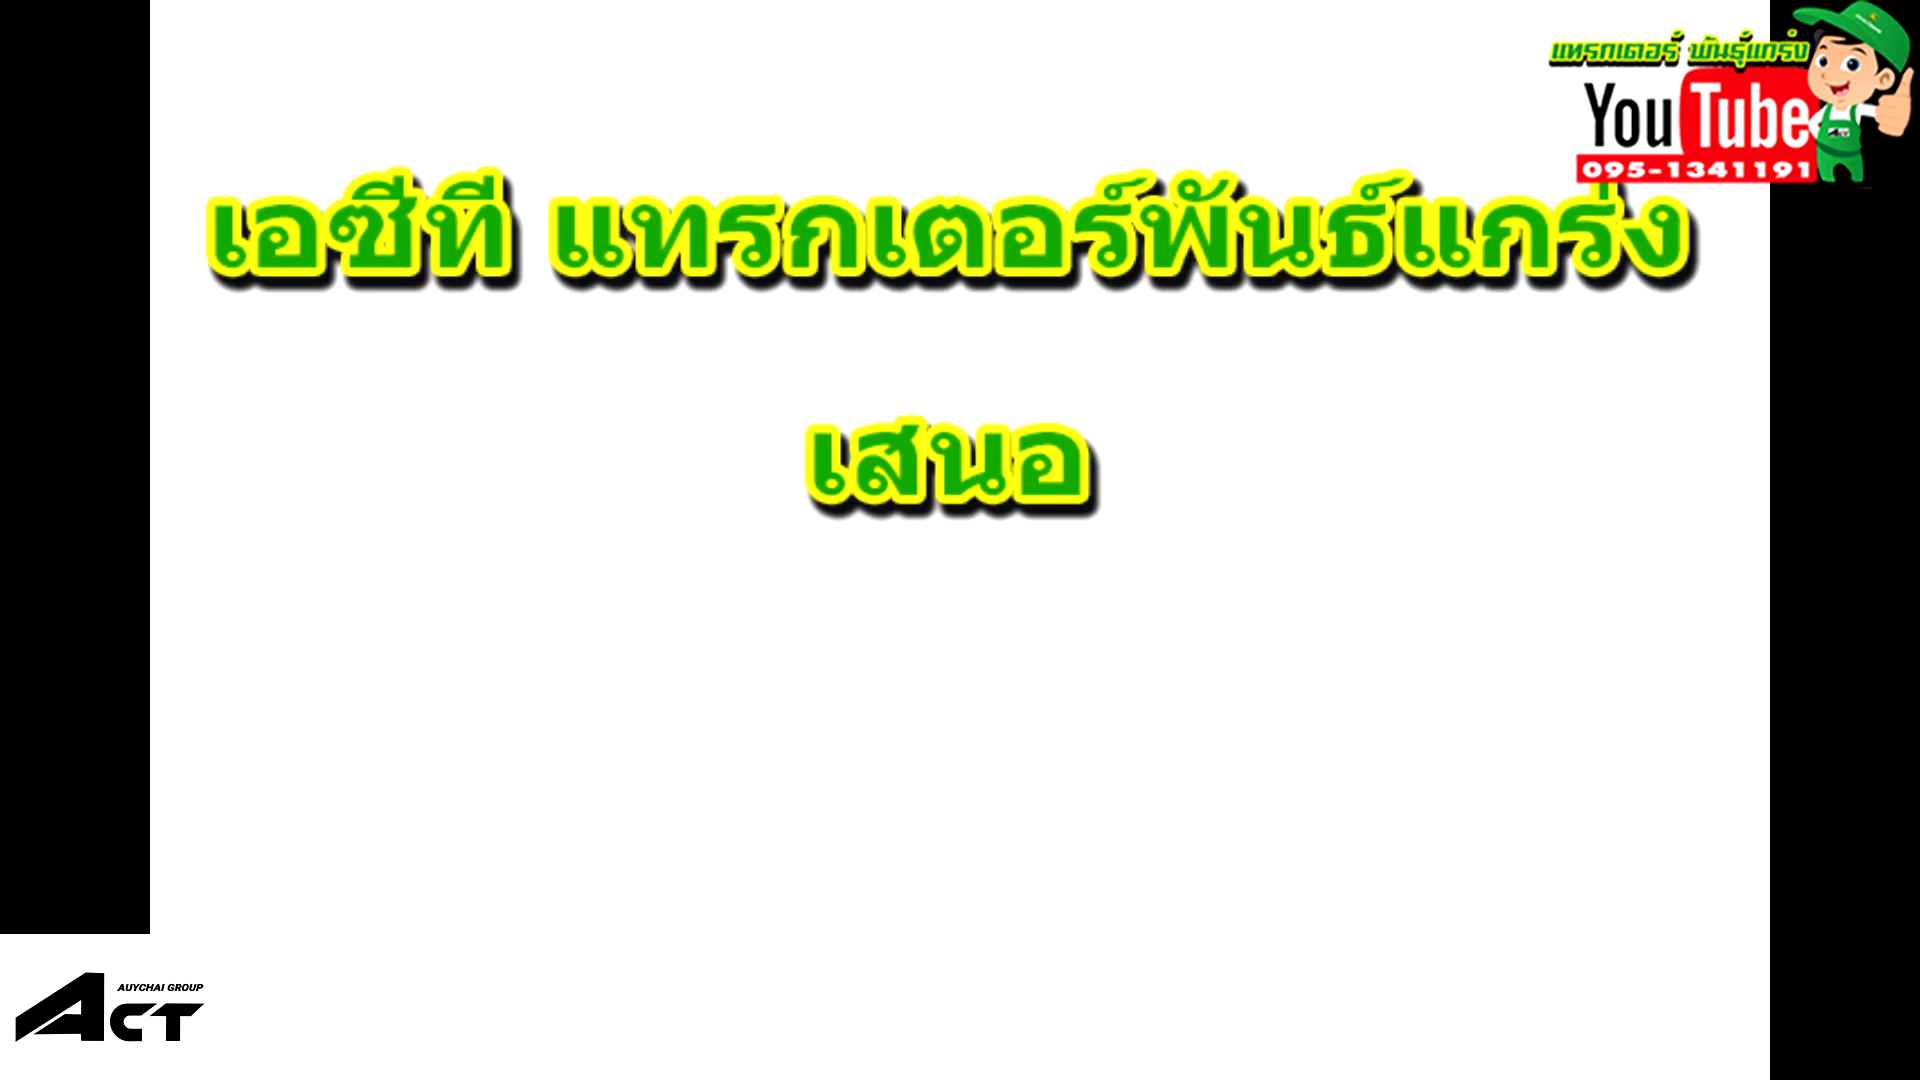 แทรกเตอร์ พันธุ์แกร่ง
YouTube
095-1341191
เอซีที แทรกเตอร์พันธ์แกร่ง
เสนอ
AUYCHAI GROUP
ACT